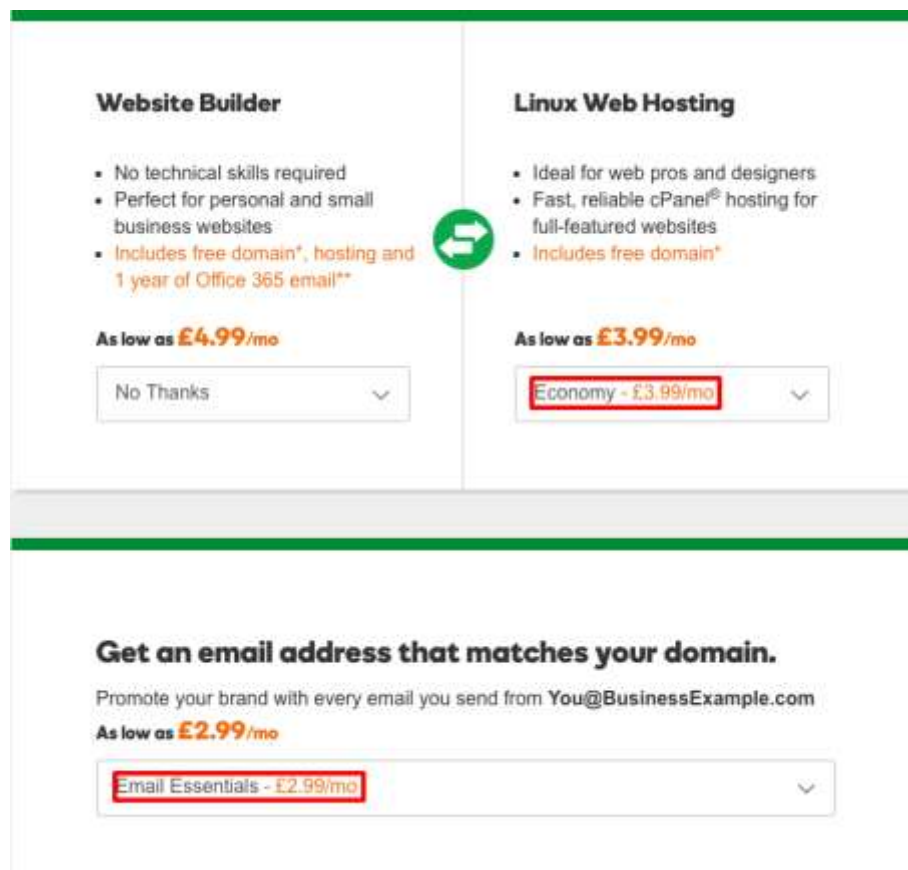 Website Builder
▪ No technical skills required
▪ Perfect for personal and small
business websites
▪ Includes free domain*, hosting and
1 year of Office 365 email**
As low as £4.99/mo
No Thanks
Linux Web Hosting
▪ Ideal for web pros and designers
▪ Fast, reliable cPanel® hosting for
full-featured websites
▪ Includes free domain*
As low as £3.99/mo
Economy - £3.99/mo
Get an email address that matches your domain.
Promote your brand with every email you send from You@BusinessExample.com
As low as £2.99/mo
Email Essentials - £2.99/mo